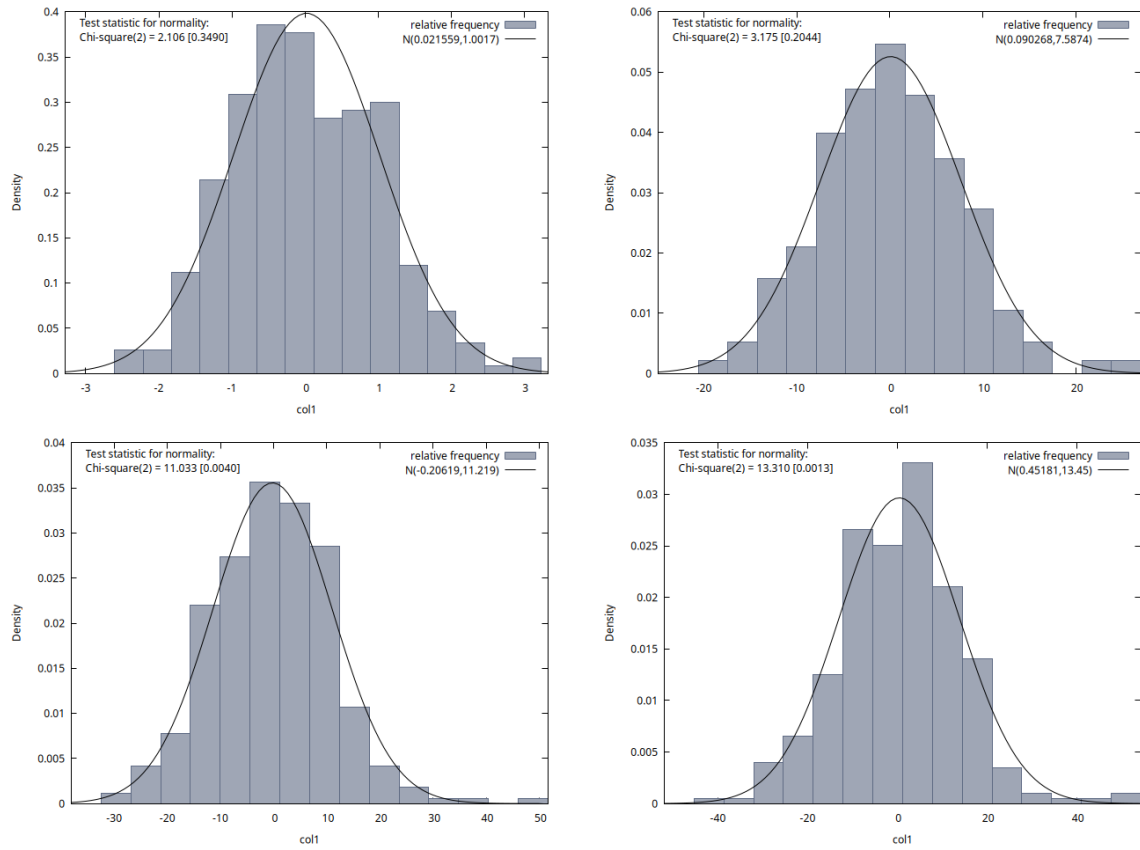 Test statistic for normality:
Chi-square(2) = 2.106 [0.3490]
relative frequency
N(0.021559,1.0017)
0.4
0.35
0.3
0.25
0.2
0.15
0.1
0.05
0
Density
-3
-2
-1
0
1
2
3
col1
Test statistic for normality:
Chi-square(2) = 3.175 [0.2044]
relative frequency
N(0.090268,7.5874)
0.06
0.05
0.04
0.03
0.02
0.01
0
Density
-20
-10
0
10
20
col1
Test statistic for normality:
Chi-square(2) = 11.033 [0.0040]
relative frequency
N(-0.20619,11.219)
0.04
0.035
0.03
0.025
0.02
0.015
0.01
0.005
0
Density
-30
-20
-10
0
10
20
30
40
50
col1
Test statistic for normality:
Chi-square(2) = 13.310 [0.0013]
relative frequency
N(0.45181,13.45)
0.035
0.03
0.025
0.02
0.015
0.01
0.005
0
Density
-40
-20
0
20
40
col1